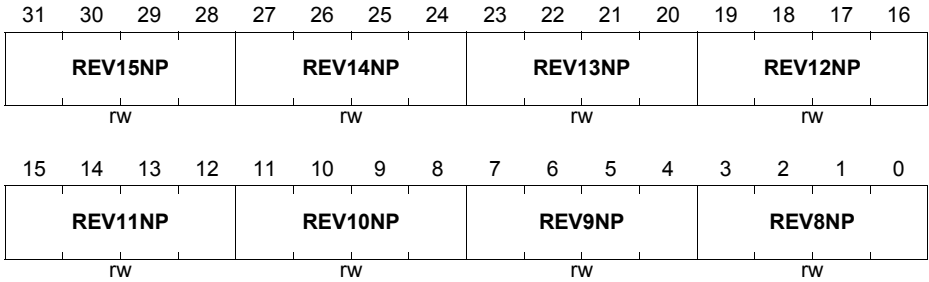 31 30 29 28 27 26 25 24 23 22 21 20 19 18 17 16
REV15NP REV14NP REV13NP REV12NP
rw rw rw rw
15 14 13 12 11 10 9 8 7 6 5 4 3 2 1 0
REV11NP REV10NP REV9NP REV8NP
rw rw rw rw